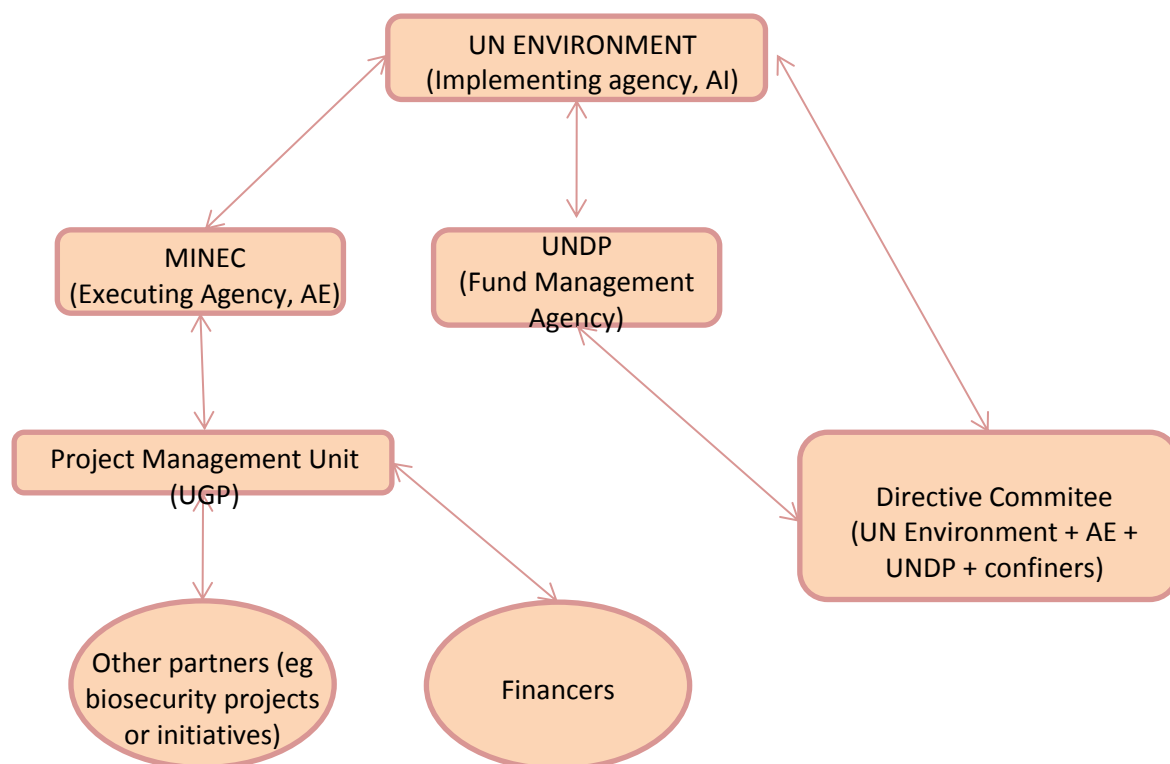 UN ENVIRONMENT
(Implementing agency, AI)
MINEC
(Executing Agency, AE)
UNDP
(Fund Management
Agency)
Project Management Unit
(UGP)
Directive Commitee
(UN Environment + AE +
UNDP + confiners)
Other partners (eg
biosecurity projects
or initiatives)
Financers